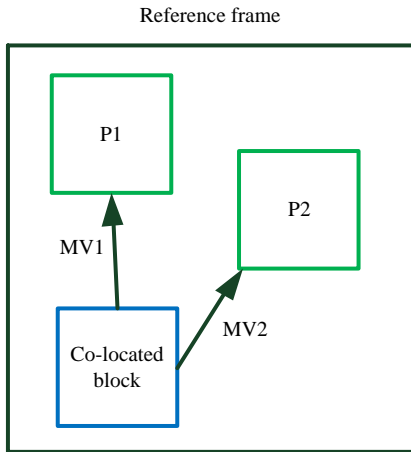 Reference frame
P1
P2
MV1
MV2
Co-located
block